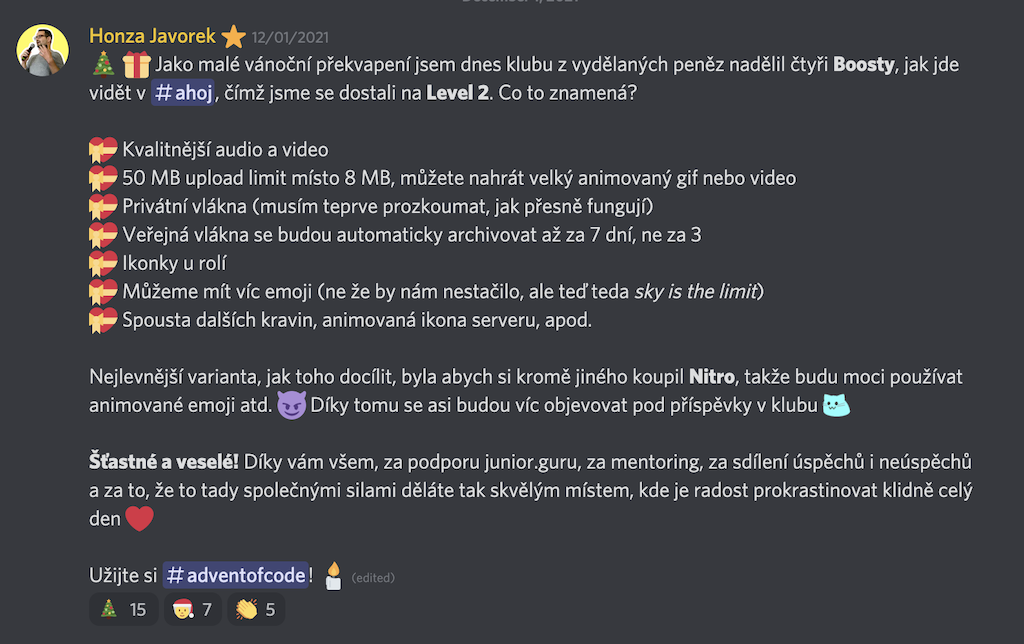 Honza Javorek ⭐ 12/01/2021
🎄 🎁 Jako malé vánoční překvapení jsem dnes klubu z vydělaných peněz nadělil čtyři Boosty, jak jde
vidět v #ahoj, čímž jsme se dostali na Level 2. Co to znamená?
💝 Kvalitnější audio a video
💝 50 MB upload limit místo 8 MB, můžete nahrát velký animovaný gif nebo video
💝 Privátní vlákna (musím teprve prozkoumat, jak přesně fungují)
💝 Veřejná vlákna se budou automaticky archivovat až za 7 dní, ne za 3
💝 Ikonky u rolí
💝 Můžeme mít víc emoji (ne že by nám nestačilo, ale teď teda sky is the limit)
💝 Spousta dalších kravin, animovaná ikona serveru, apod.
Nejlevnější varianta, jak toho docílit, byla abych si kromě jiného koupil Nitro, takže budu moci používat
animované emoji atd. 😈 Díky tomu se asi budou víc objevovat pod příspěvky v klubu
Šťastné a veselé! Díky vám všem, za podporu junior.guru, za mentoring, za sdílení úspěchů i neúspěchů
a za to, že to tady společnými silami děláte tak skvělým místem, kde je radost prokrastinovat klidně celý
den ❤️
Užijte si #adventofcode! 🕯️ (edited)
🎄 15 🎅 7 👏 5